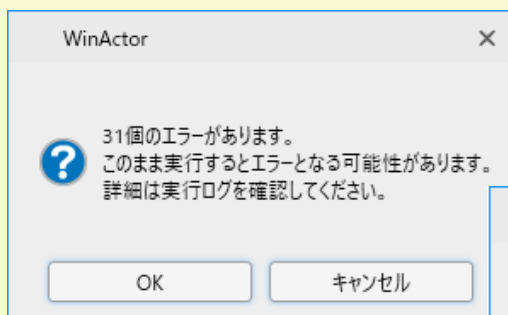 WinActor
31個のエラーがあります。
このまま実行するとエラーとなる可能性があります。
詳細は実行ログを確認してください。
OK
キャンセル